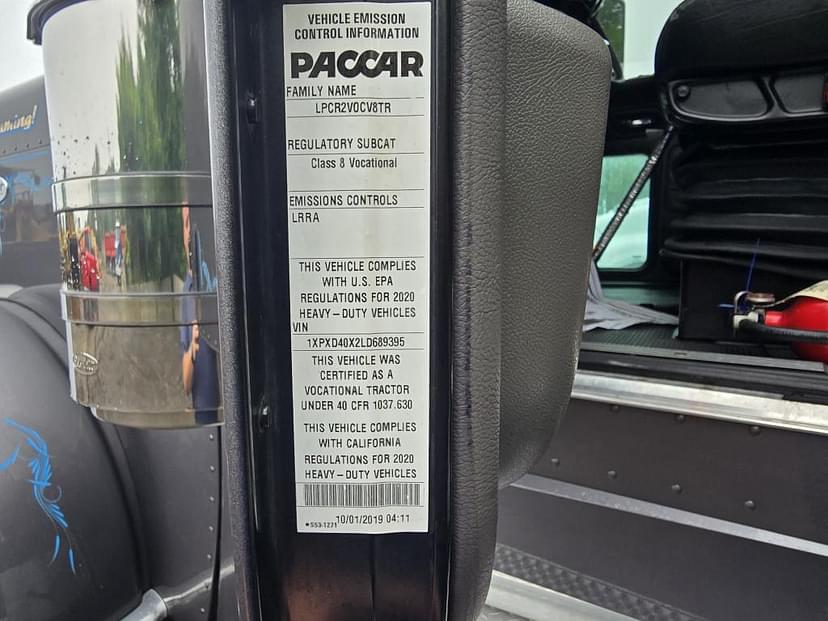 VEHICLE EMISSION
CONTROL INFORMATION
PACCAR
FAMILY NAME
LPCR2VOCV8TR
REGULATORY SUBCAT
Class 8 Vocational
EMISSIONS CONTROLS
LRRA
THIS VEHICLE COMPLIES
WITH U.S. EPA
REGULATIONS FOR 2020
HEAVY-DUTY VEHICLES
VIN
1XPXD40X2LD689395
THIS VEHICLE WAS
CERTIFIED AS A
VOCATIONAL TRACTOR
UNDER 40 CFR 1037.630
THIS VEHICLE COMPLIES
WITH CALIFORNIA
REGULATIONS FOR 2020
HEAVY-DUTY VEHICLES
S53-1271 10/01/2019 04:11